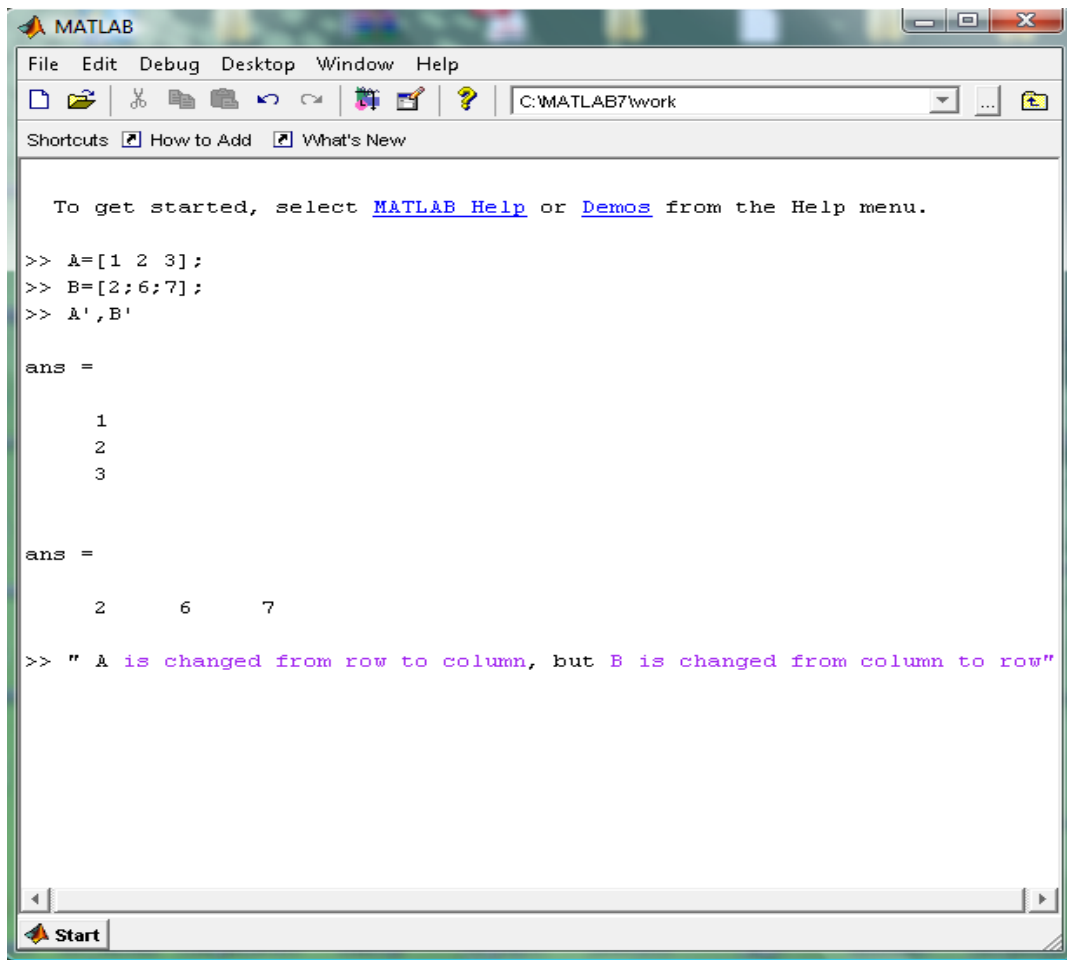 MATLAB
File Edit Debug Desktop Window Help
C:\MATLAB7\work
...
Shortcuts How to Add What's New
To get started, select MATLAB Help or Demos from the Help menu.
>> A=[1 2 3];
>> B=[2;6;7];
>> A',B'
ans =
1
2
3
ans =
2 6 7
>> " A is changed from row to column, but B is changed from column to row"
Start